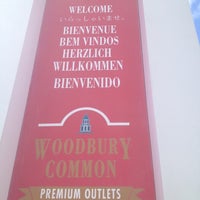 WELCOME
いらっしゃいませ。
BIENVENUE
BEM VINDOS
HERZLICH
WILLKOMMEN
BIENVENIDO
WOODBURY
COMMON
PREMIUM OUTLETS